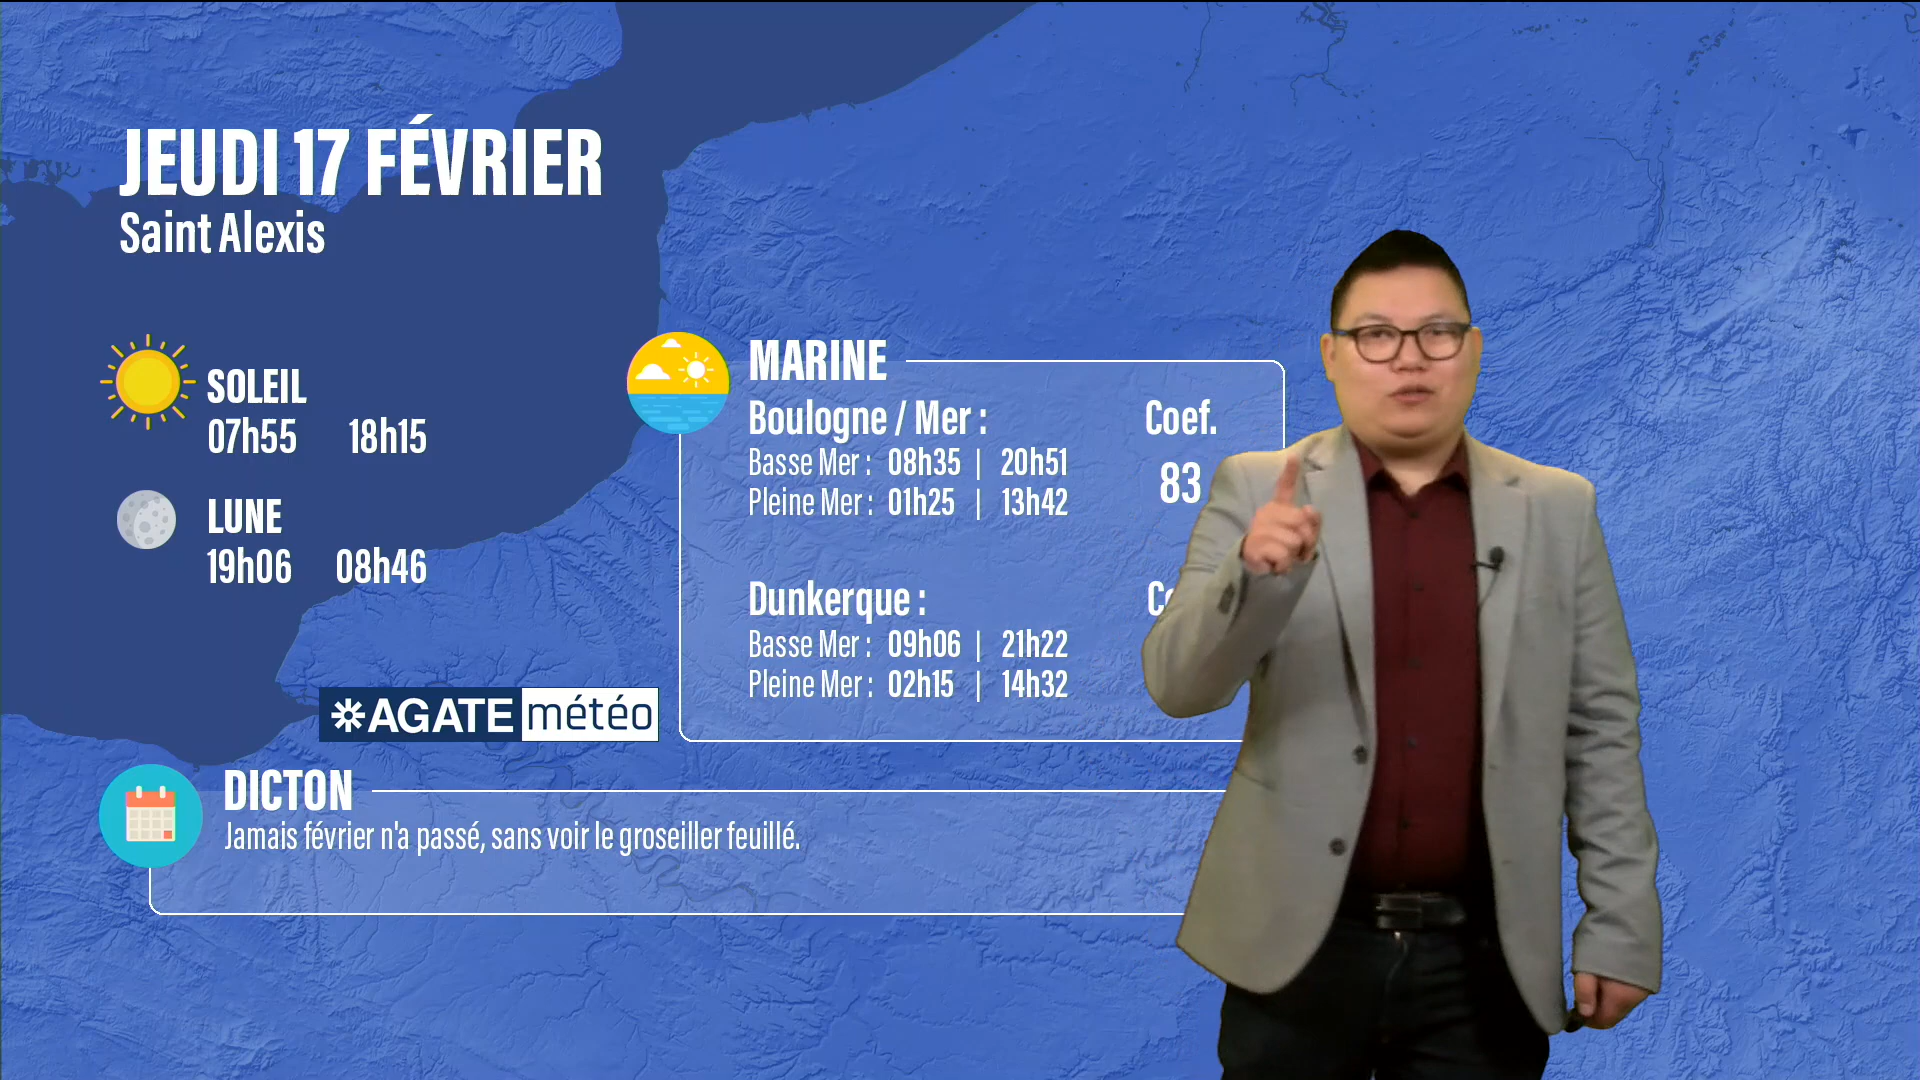 JEUDI 17 FÉVRIER
Saint Alexis
SOLEIL
07h55 18h15
LUNE
19h06 08h46
MARINE
Boulogne / Mer : Coef.
Basse Mer : 08h35 | 20h51
83
Pleine Mer : 01h25 | 13h42
Dunkerque :
Basse Mer : 09h06 | 21h22
Pleine Mer : 02h15 | 14h32
AGATE météo
DICTON
Jamais février n'a passé, sans voir le groseiller feuillé.